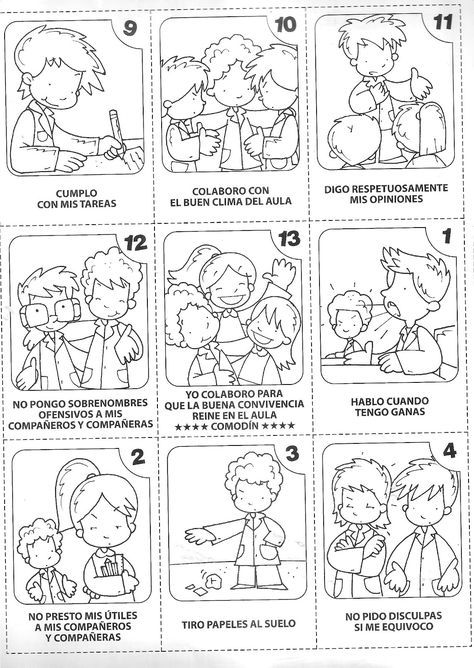 9
CUMPLO
CON MIS TAREAS
10
COLABORO CON
EL BUEN CLIMA DEL AULA
11
DIGO RESPETUOSAMENTE
MIS OPINIONES
12
NO PONGO SOBRENOMBRES
OFENSIVOS A MIS
COMPAÑEROS Y COMPAÑERAS
13
YO COLABORO PARA
QUE LA BUENA CONVIVENCIA
REINE EN EL AULA
★★★★ COMODÍN ★★★★
1
HABLO CUANDO
TENGO GANAS
2
NO PRESTO MIS ÚTILES
A MIS COMPAÑEROS
Y COMPAÑERAS
3
TIRO PAPELES AL SUELO
4
NO PIDO DISCULPAS
SI ME EQUIVOCO